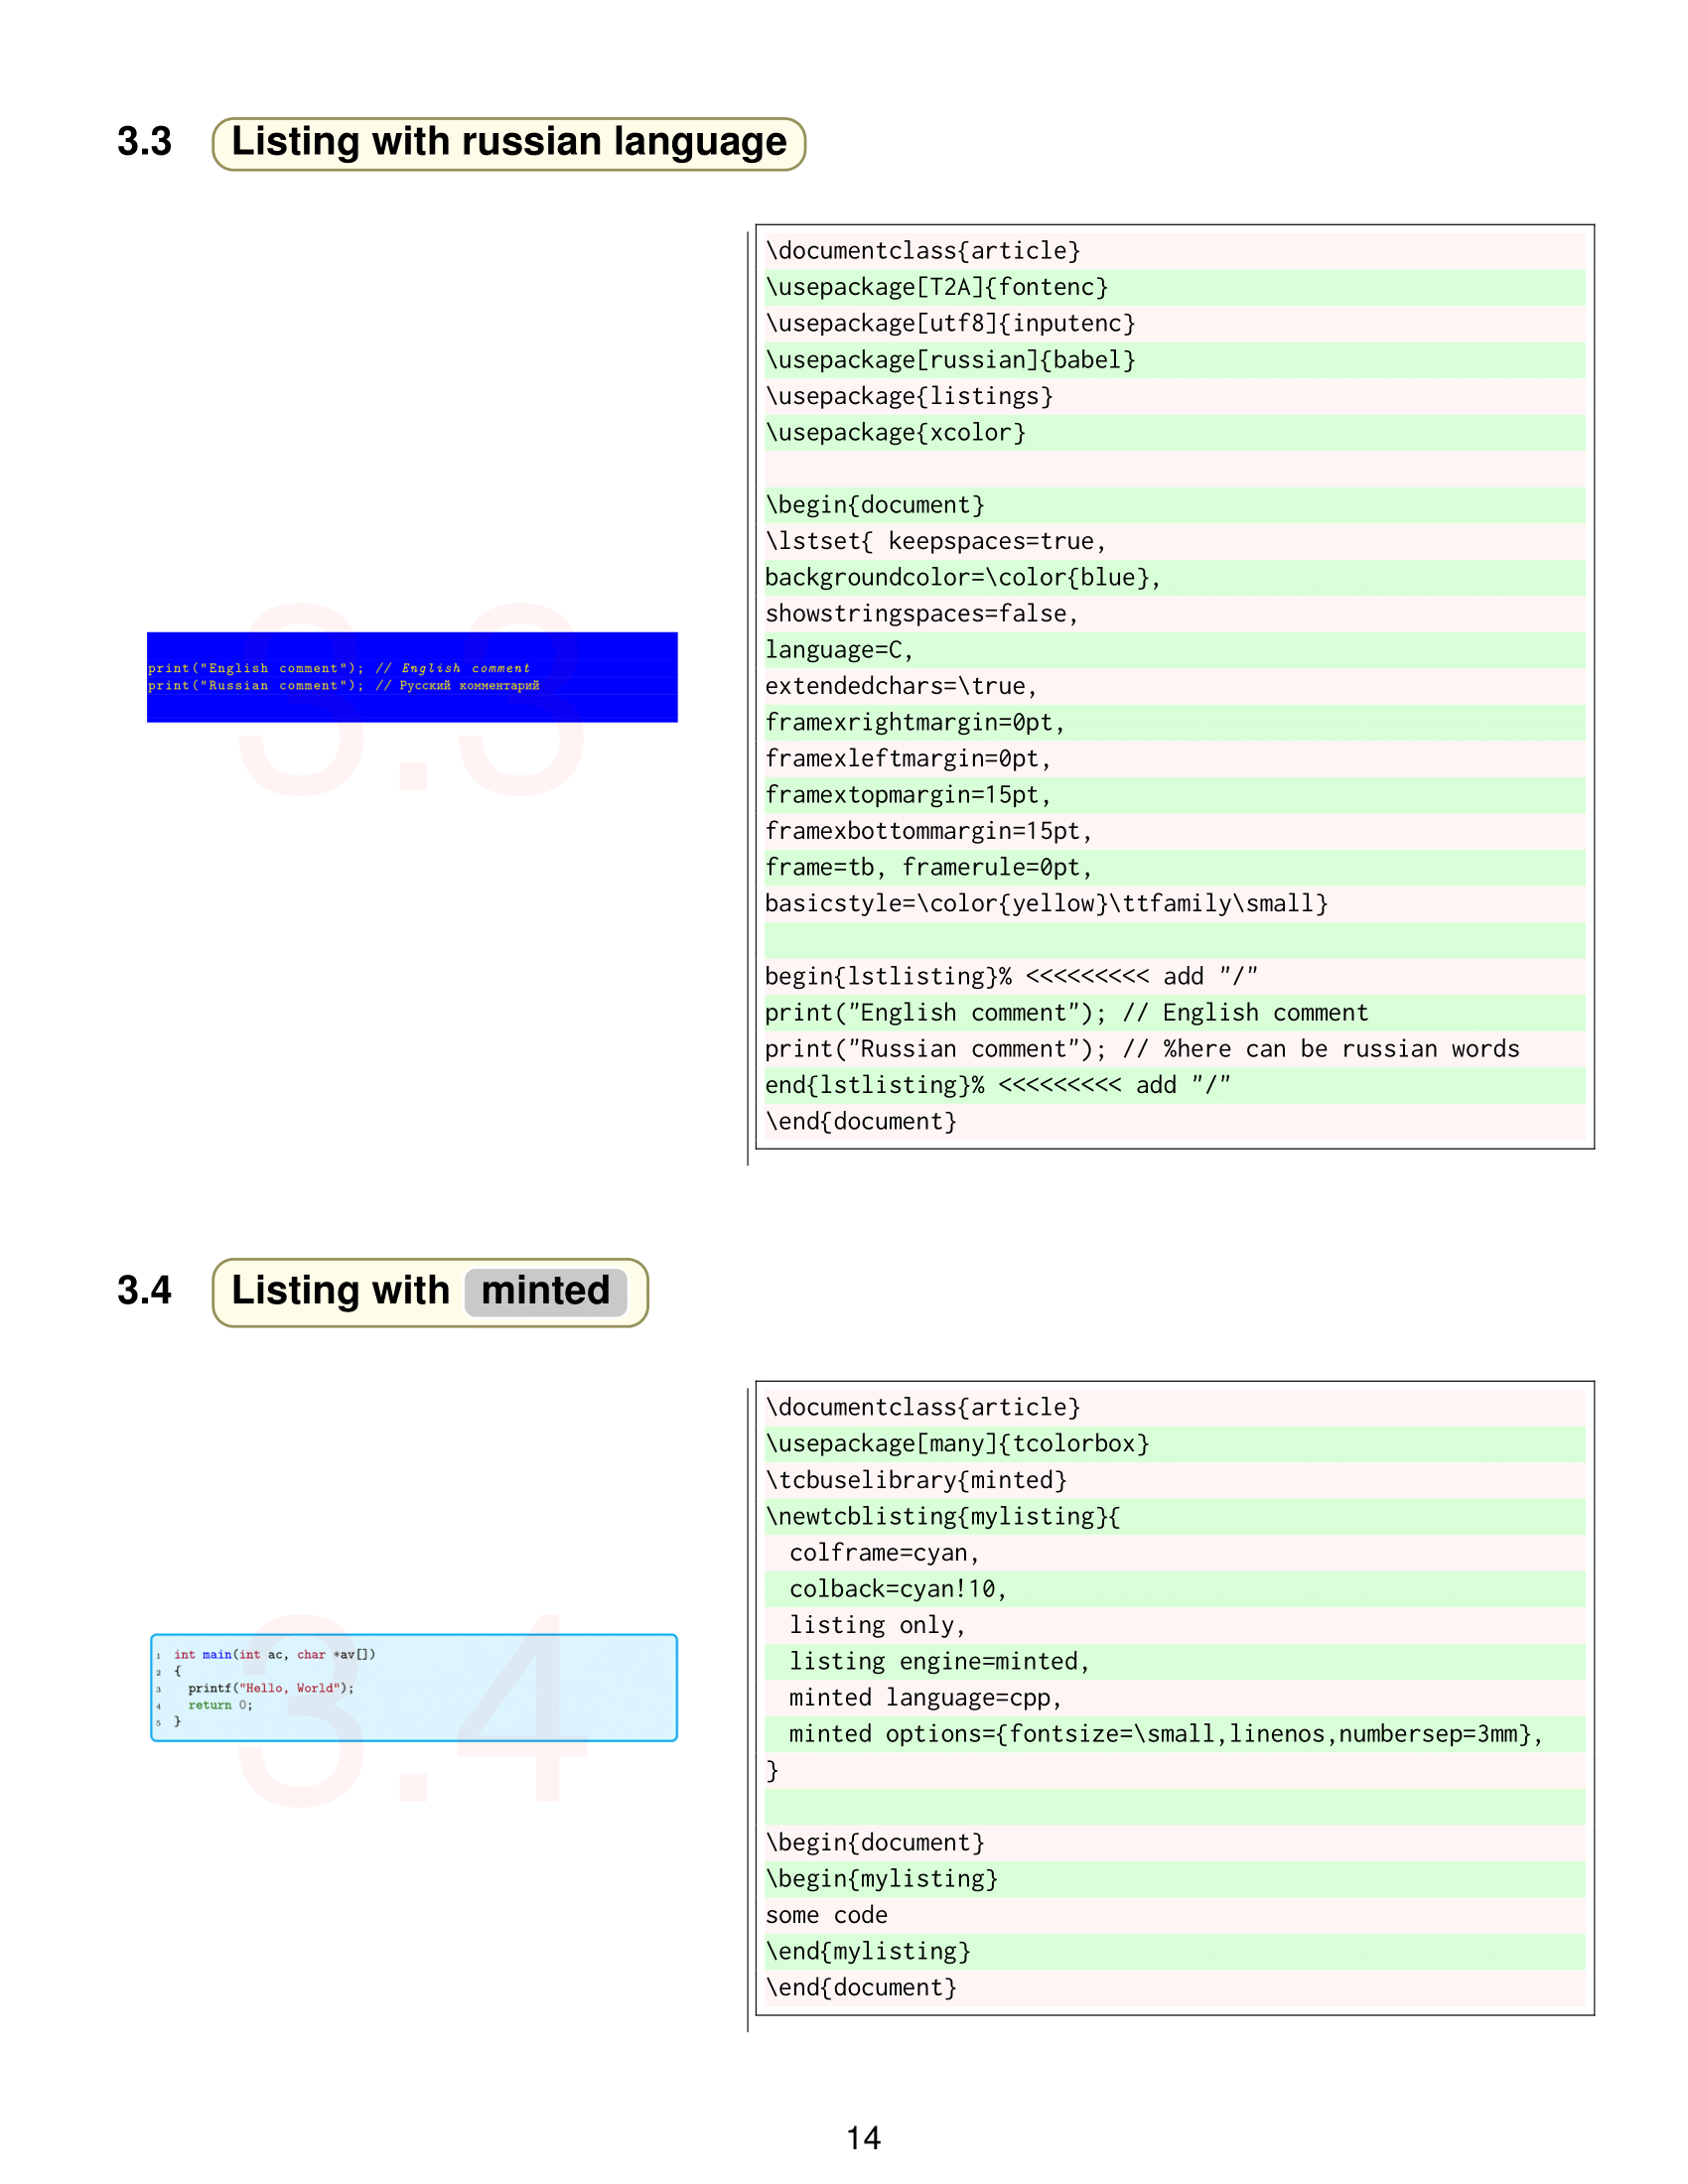 3.3 Listing with russian language
3.3
print("English comment"); // English comment
print("Russian comment"); // Русский комментарий
\documentclass{article}
\usepackage[T2A]{fontenc}
\usepackage[utf8]{inputenc}
\usepackage[russian]{babel}
\usepackage{listings}
\usepackage{xcolor}
\begin{document}
\lstset{ keepspaces=true,
backgroundcolor=\color{blue},
showstringspaces=false,
language=C,
extendedchars=\true,
framexrightmargin=0pt,
framexleftmargin=0pt,
framextopmargin=15pt,
framexbottommargin=15pt,
frame=tb, framerule=0pt,
basicstyle=\color{yellow}\ttfamily\small}
begin{lstlisting}% <<<<<<<<< add "/"
print("English comment"); // English comment
print("Russian comment"); // %here can be russian words
end{lstlisting}% <<<<<<<<< add "/"
\end{document}
3.4 Listing with minted
3.4
1 int main(int ac, char *av[])
2 {
3 printf("Hello, World");
4 return 0;
5 }
\documentclass{article}
\usepackage[many]{tcolorbox}
\tcbuselibrary{minted}
\newtcblisting{mylisting}{
colframe=cyan,
colback=cyan!10,
listing only,
listing engine=minted,
minted language=cpp,
minted options={fontsize=\small,linenos,numbersep=3mm},
}
\begin{document}
\begin{mylisting}
some code
\end{mylisting}
\end{document}
14